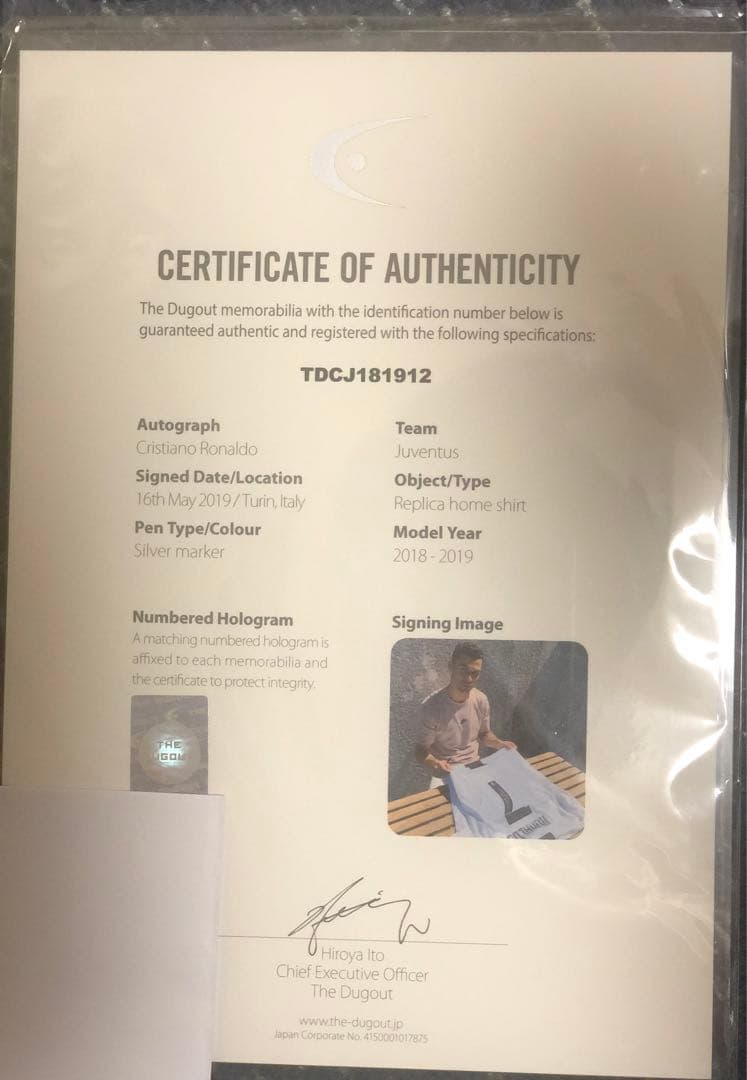 CERTIFICATE OF AUTHENTICITY
The Dugout memorabilia with the identification number below is
guaranteed authentic and registered with the following specifications:
TDCJ181912
Autograph
Cristiano Ronaldo
Team
Juventus
Signed Date/Location
16th May 2019 / Turin, Italy
Object/Type
Replica home shirt
Pen Type/Colour
Silver marker
Model Year
2018 - 2019
Numbered Hologram
A matching numbered hologram is
affixed to each memorabilia and
the certificate to protect integrity.
THE
Signing Image
7
Hiroya Ito
Chief Executive Officer
The Dugout
www.the-dugout.jp
Japan Corporate No. 4150001017875